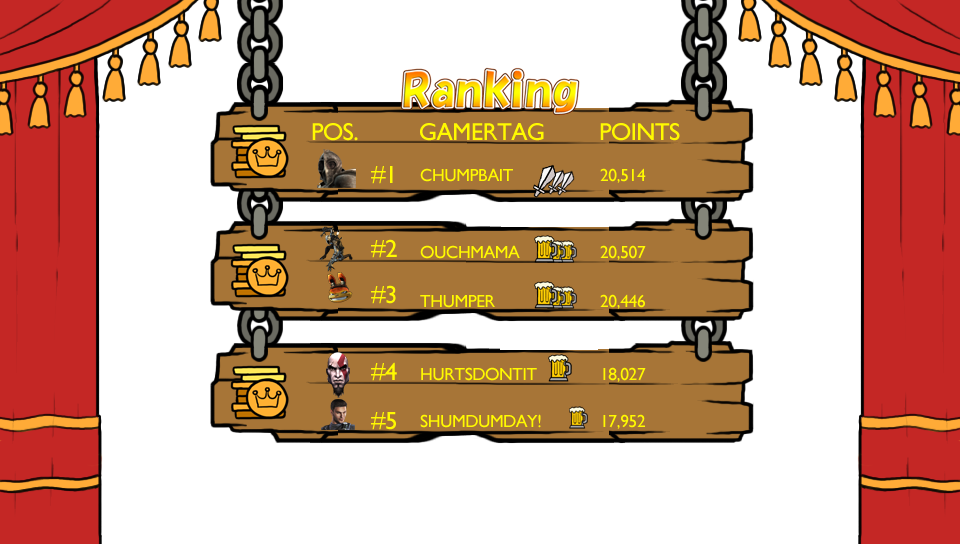 Ranking
POS. GAMERTAG POINTS
#1 CHUMPBAIT 20,514
#2 OUCHMAMA 20,507
#3 THUMPER 20,446
#4 HURTSDONTIT 18,027
#5 SHUMDUMDAY! 17,952